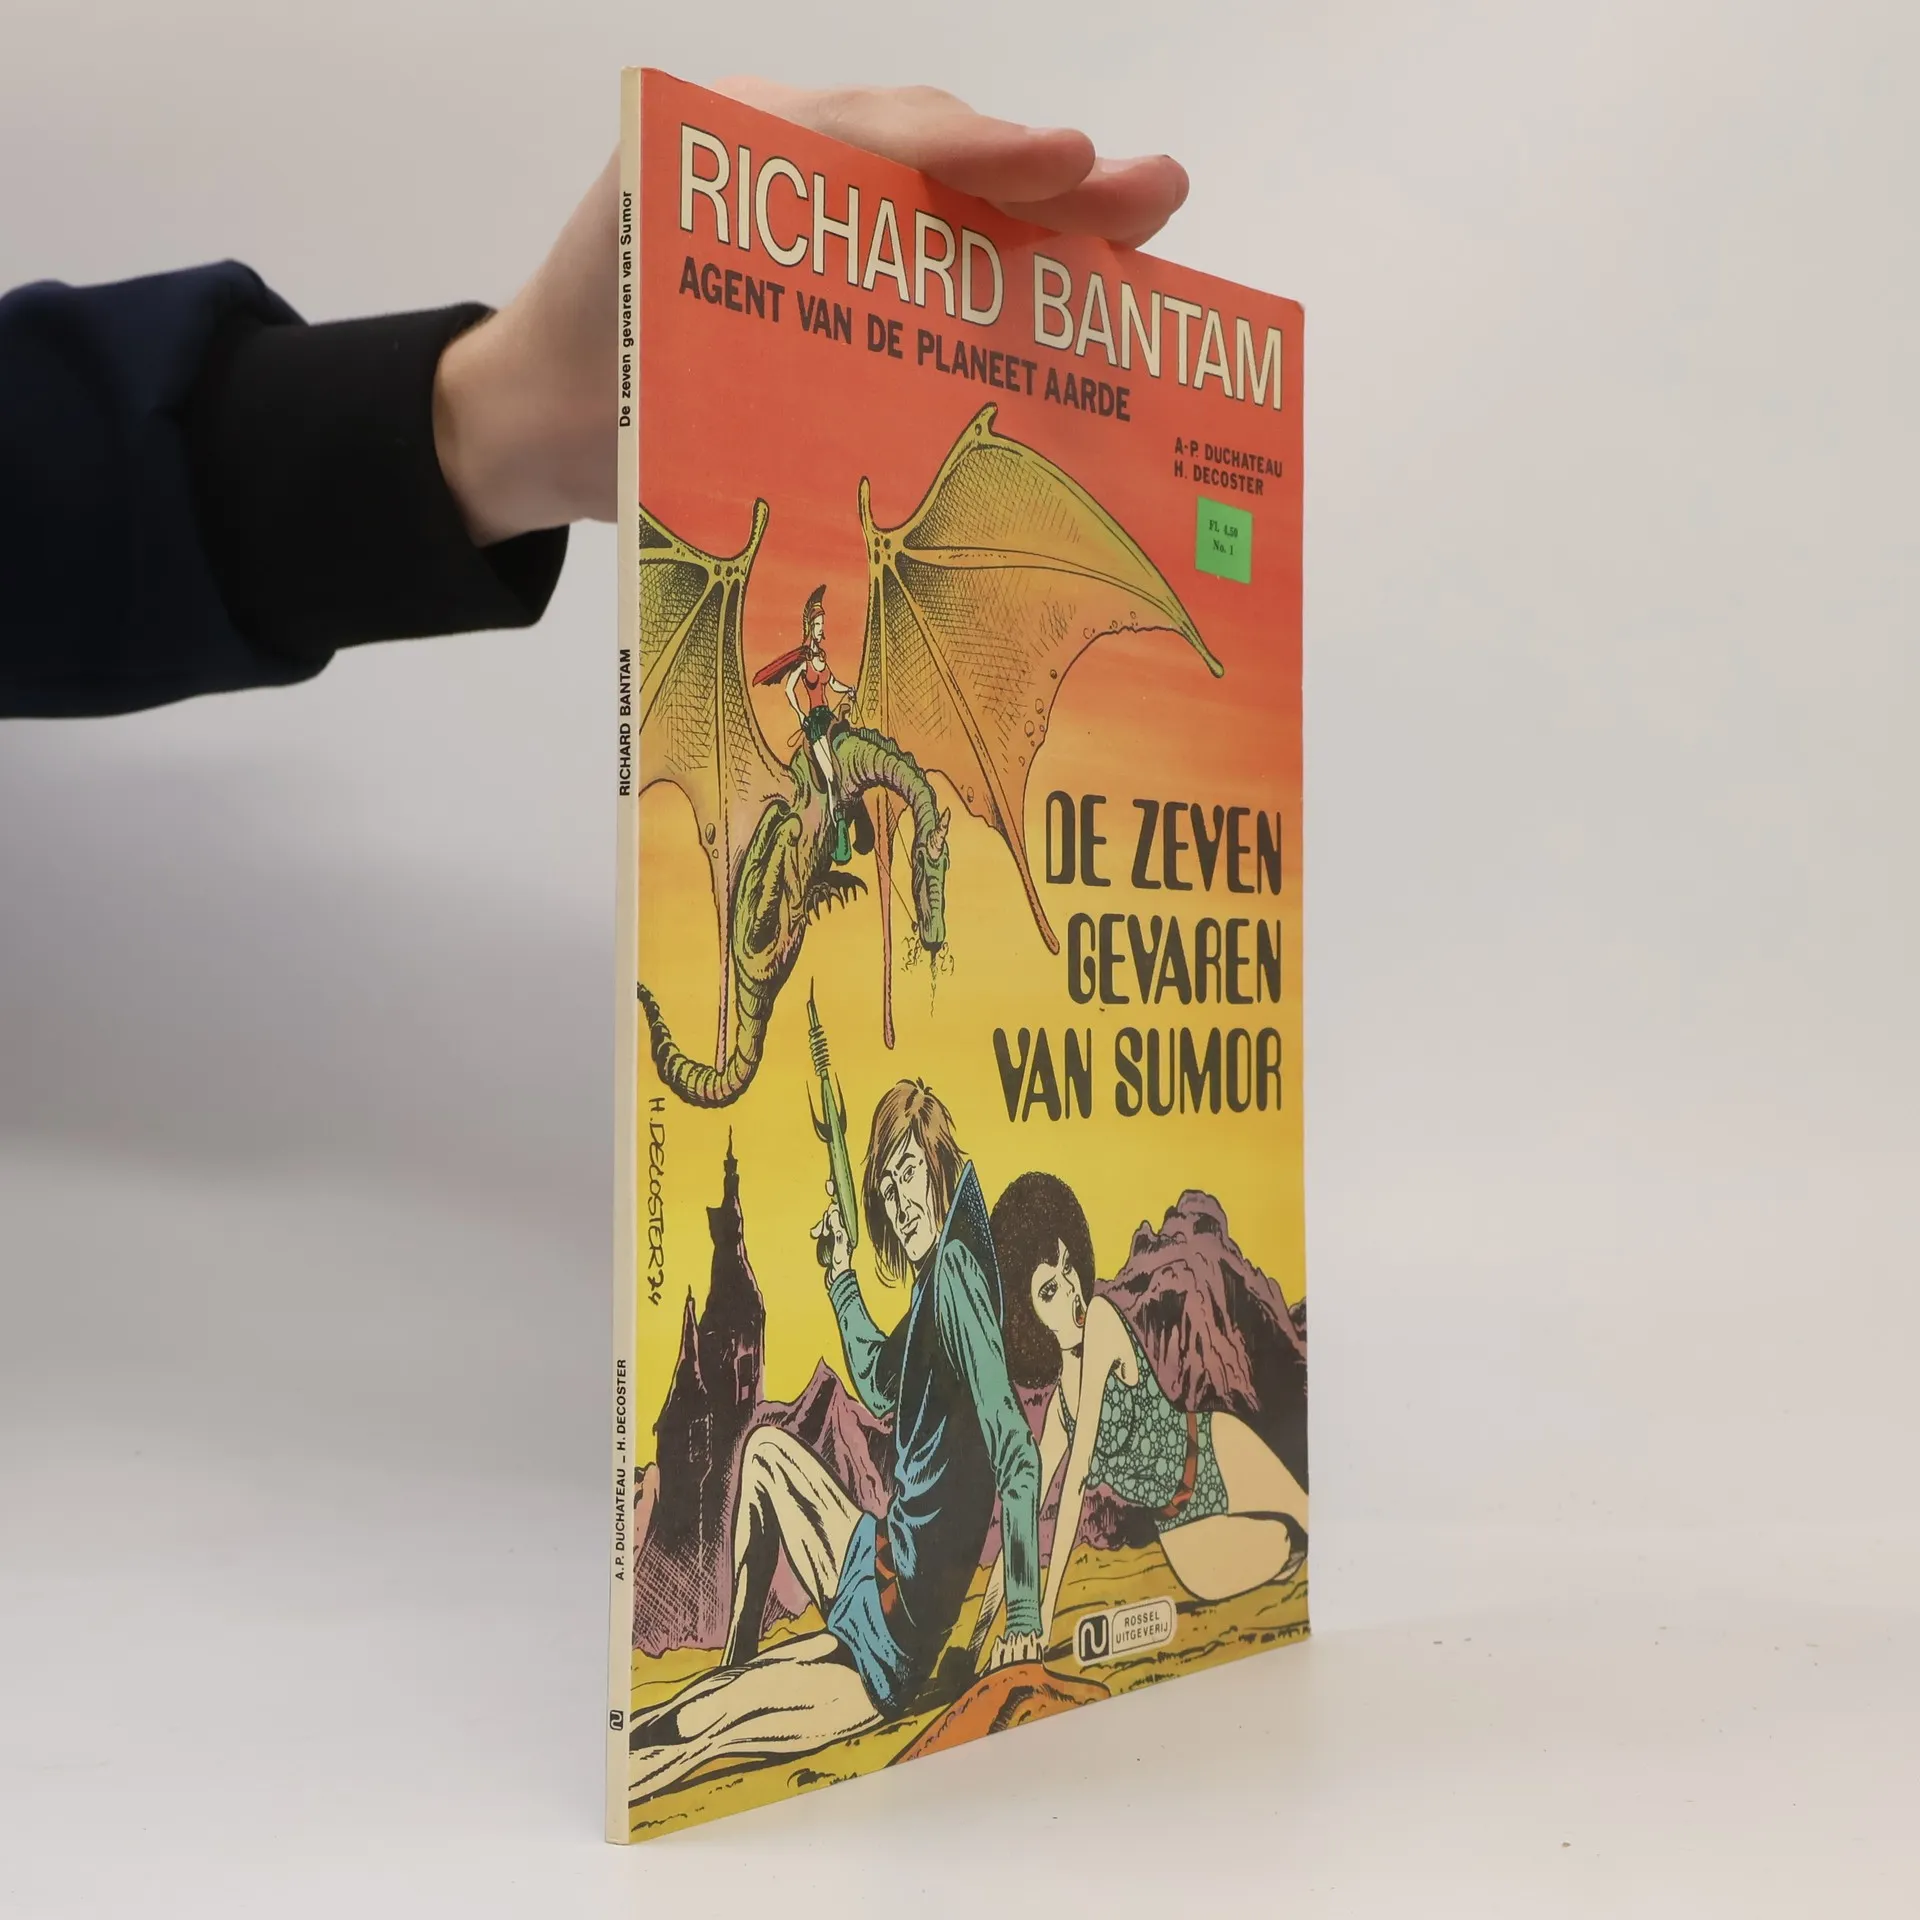 De zeven gevaren van Sumor
RICHARD BANTAM
A.P. DUCHATEAU – H. DECOSTER
RICHARD BANTAM
AGENT VAN DE PLANEET AARDE
A-P. DUCHATEAU
H. DECOSTER
Fl. 4.50
No. 1
DE ZEVEN
GEVAREN
VAN SUMOR
H. DECOSTER 74
ROSSEL
UITGEVERIJ